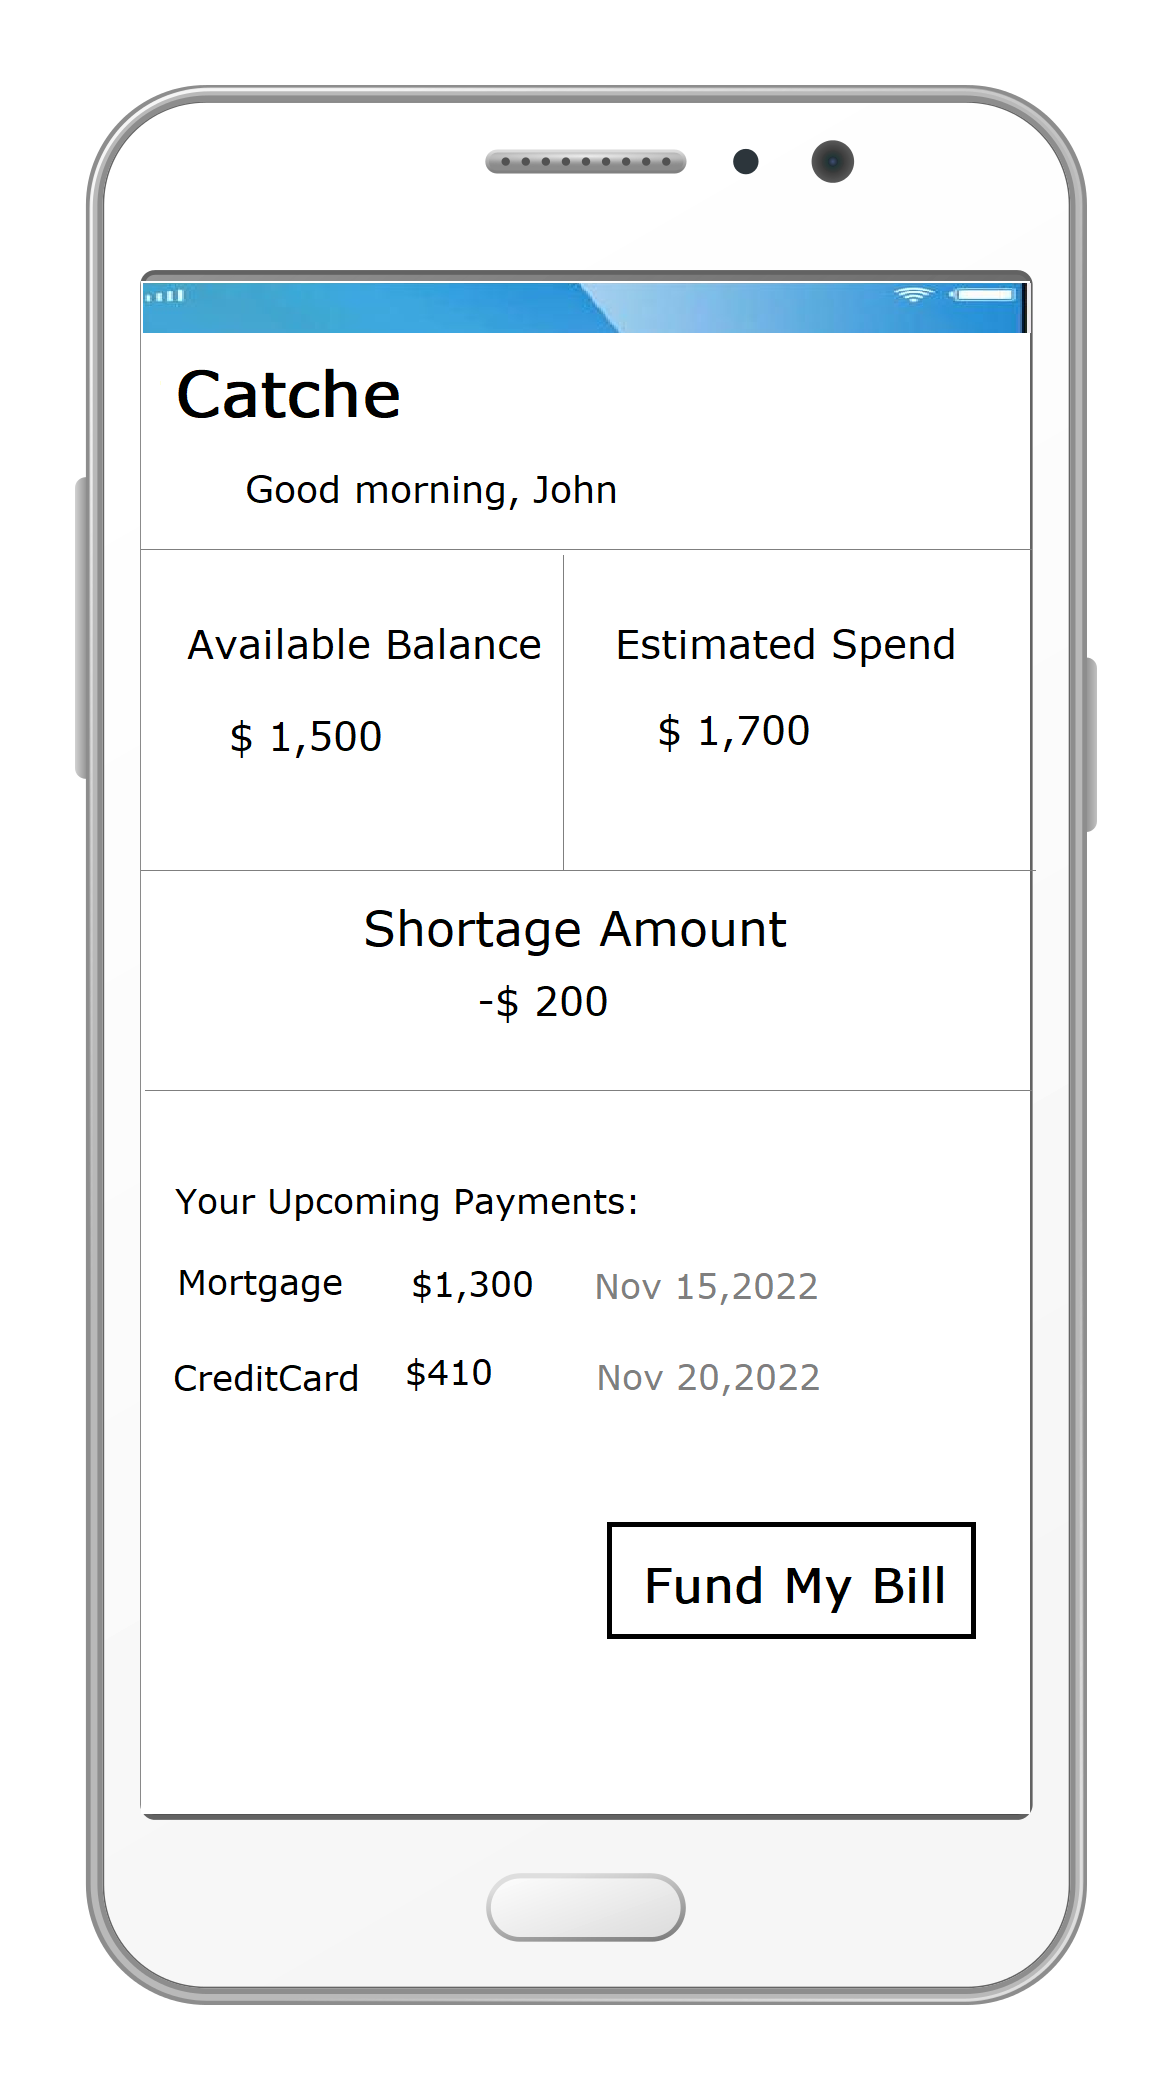 Catche
Good morning, John
Available Balance
$ 1,500
Estimated Spend
$ 1,700
Shortage Amount
-$ 200
Your Upcoming Payments:
Mortgage $1,300 Nov 15,2022
CreditCard $410 Nov 20,2022
Fund My Bill